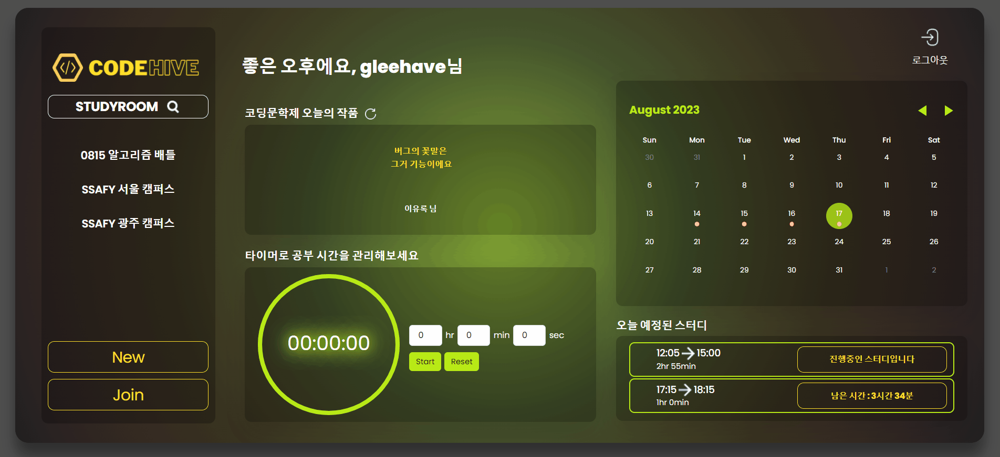 </> CODEHIVE
STUDYROOM
0815 알고리즘 배틀
SSAFY 서울 캠퍼스
SSAFY 광주 캠퍼스
New
Join
좋은 오후에요, gleehave님
코딩문학제 오늘의 작품
버그의 꽃말은
그거 기능이에요
이유록 님
타이머로 공부 시간을 관리해보세요
00:00:00
0 hr 0 min 0 sec
Start Reset
로그아웃
August 2023
Sun Mon Tue Wed Thu Fri Sat
30 31 1 2 3 4 5
6 7 8 9 10 11 12
13 14 15 16 17 18 19
20 21 22 23 24 25 26
27 28 29 30 31 1 2
오늘 예정된 스터디
12:05 → 15:00
2hr 55min
진행중인 스터디입니다
17:15 → 18:15
1hr 0min
남은 시간 : 3시간 34분